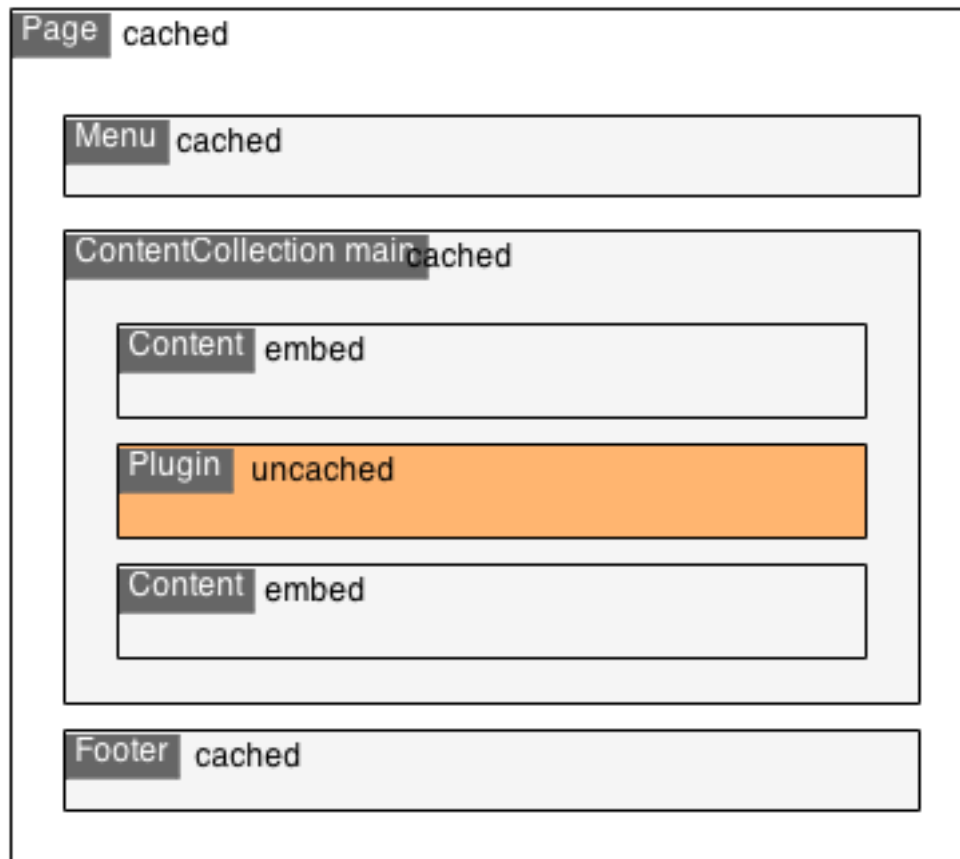 Page cached
Menu cached
ContentCollection main cached
Content embed
Plugin uncached
Content embed
Footer cached